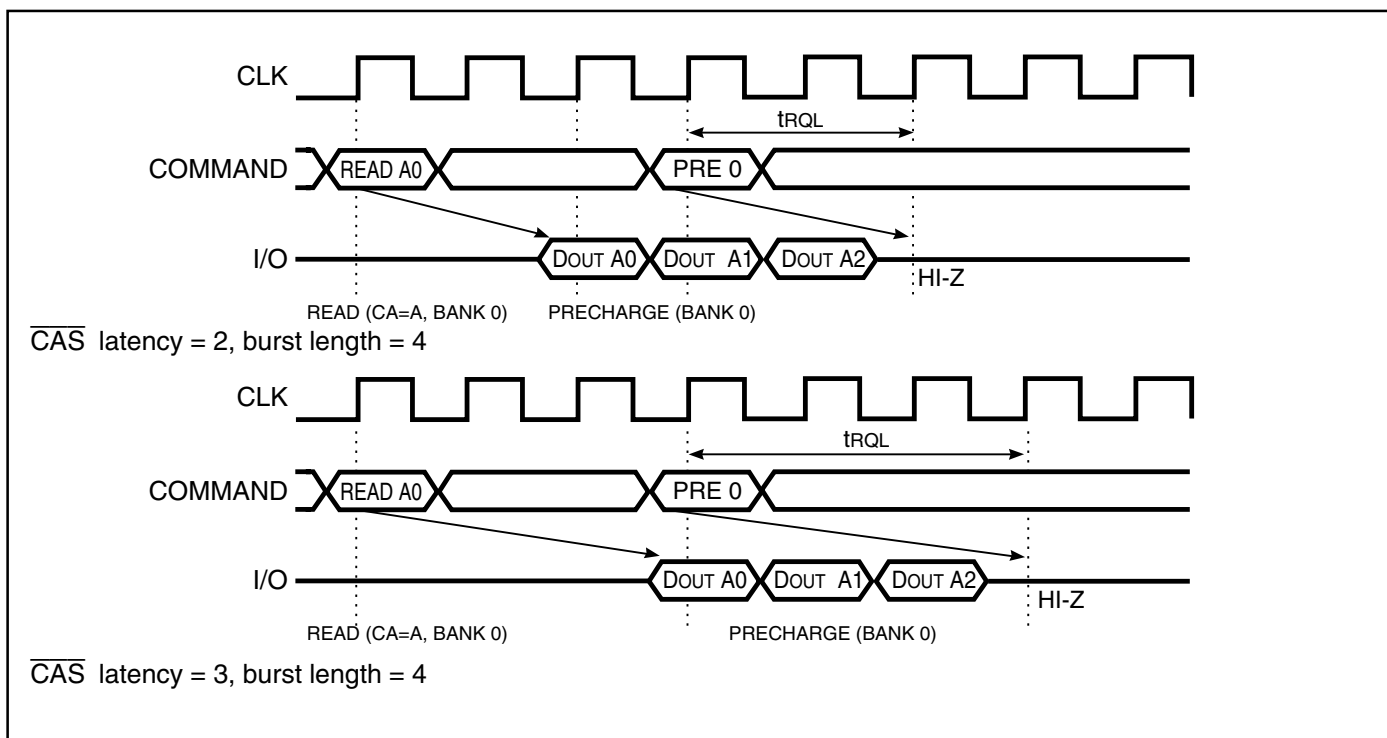 CLK
tRQL
COMMAND READ A0 PRE 0
I/O DOUT A0 DOUT A1 DOUT A2 HI-Z
READ (CA=A, BANK 0) PRECHARGE (BANK 0)
CAS latency = 2, burst length = 4
CLK
tRQL
COMMAND READ A0 PRE 0
I/O DOUT A0 DOUT A1 DOUT A2 HI-Z
READ (CA=A, BANK 0) PRECHARGE (BANK 0)
CAS latency = 3, burst length = 4